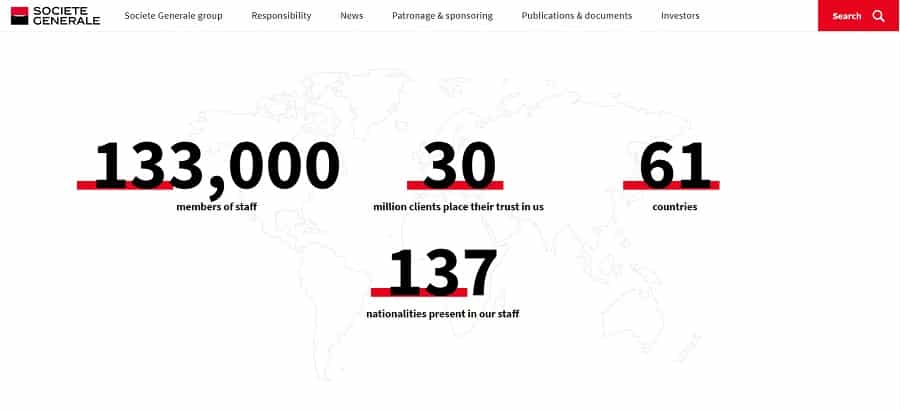 SOCIETE
GENERALE
Societe Generale group
Responsibility
News
Patronage & sponsoring
Publications & documents
Investors
Search
133,000
members of staff
30
million clients place their trust in us
61
countries
137
nationalities present in our staff